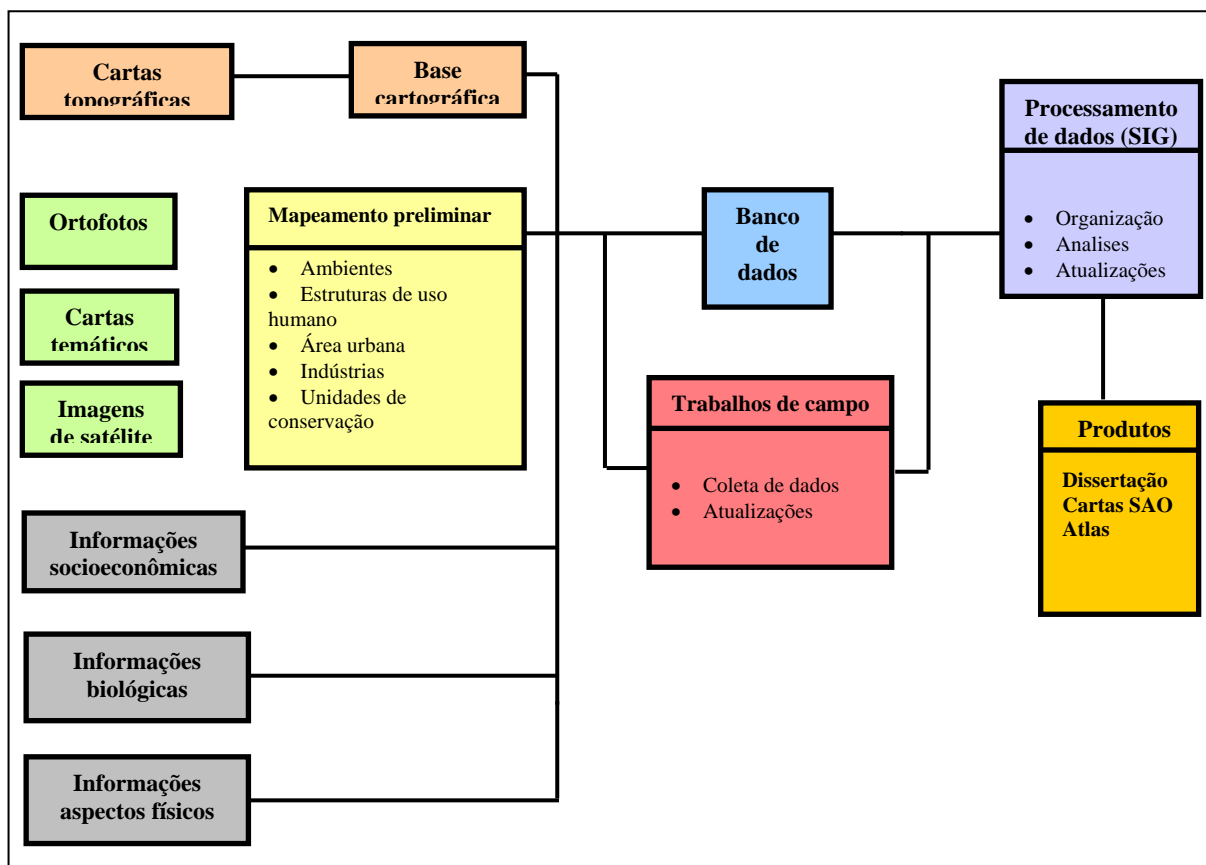 Cartas
topográficas
Base
cartográfica
Processamento
de dados (SIG)
• Organização
• Analises
• Atualizações
Ortofotos
Cartas
temáticos
Imagens
de satélite
Mapeamento preliminar
• Ambientes
• Estruturas de uso
humano
• Área urbana
• Indústrias
• Unidades de
conservação
Banco
de
dados
Trabalhos de campo
• Coleta de dados
• Atualizações
Produtos
Dissertação
Cartas SAO
Atlas
Informações
socioeconômicas
Informações
biológicas
Informações
aspectos físicos